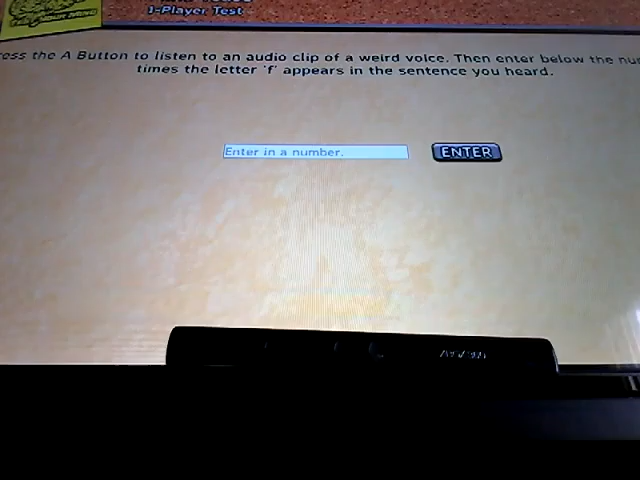 1-Player Test
ess the A Button to listen to an audio clip of a weird voice. Then enter below the nu
times the letter 'f' appears in the sentence you heard.
Enter in a number.
ENTER